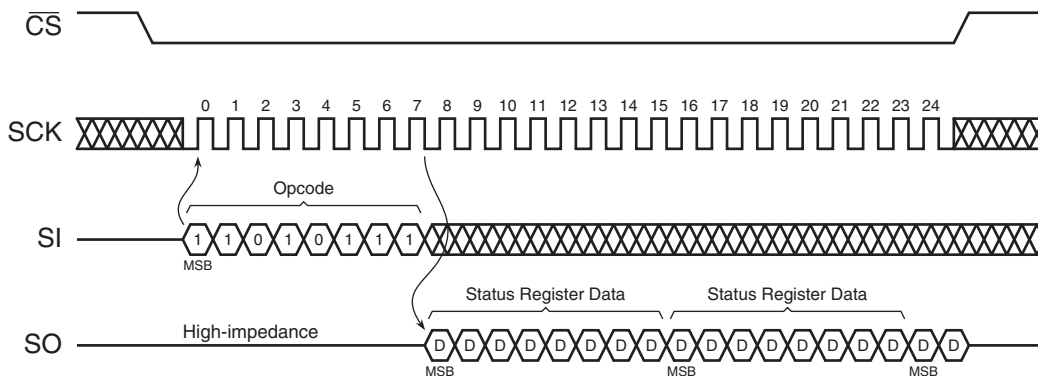 CS
0 1 2 3 4 5 6 7 8 9 10 11 12 13 14 15 16 17 18 19 20 21 22 23 24
SCK
Opcode
SI 1 1 0 1 0 1 1 1
MSB
Status Register Data Status Register Data
High-impedance
SO D D D D D D D D D D D D D D D D D D
MSB MSB MSB